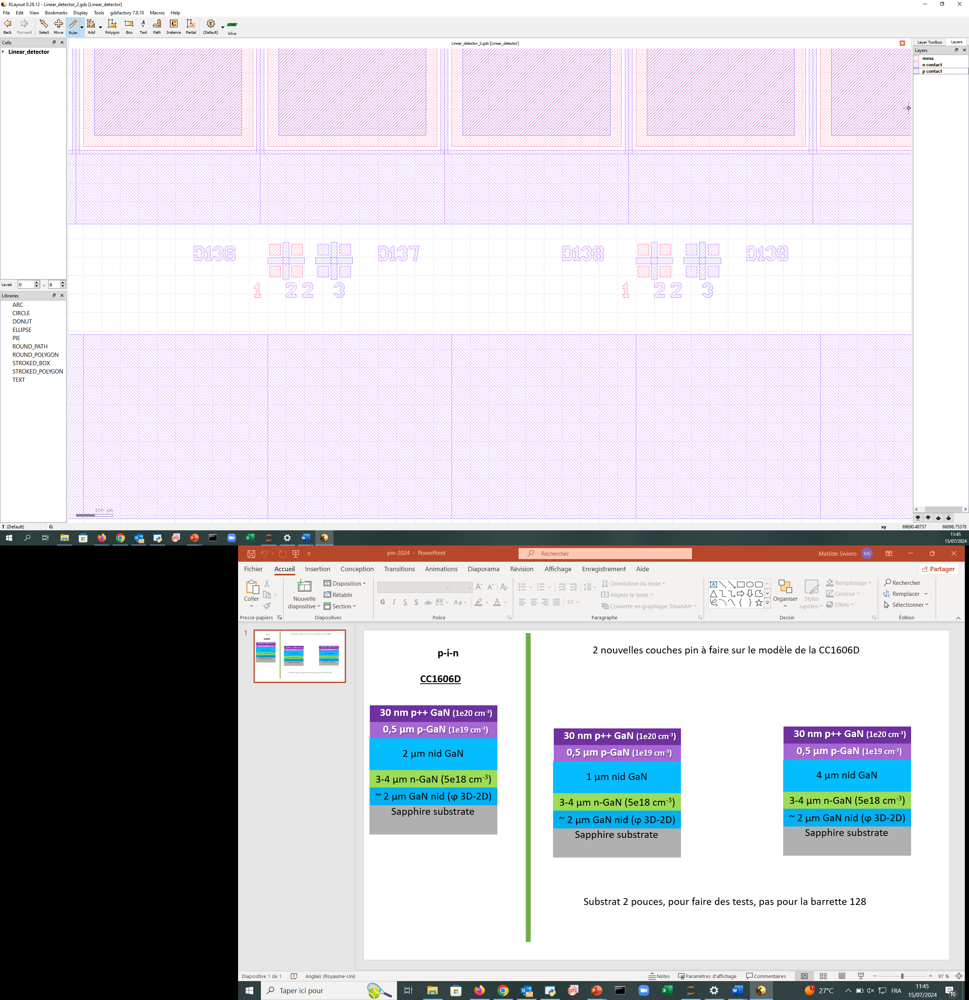 KLayout 0.28.12 - Linear_detector_2.gds [Linear_detector]
File Edit View Bookmarks Display Tools gdsfactory 7.8.10 Macros Help
Back Forward Select Move Ruler Add Polygon Box Text Path Instance Partial (Default) klive
LIVE
Cells
Linear_detector_2.gds [Linear_detector]
Layer Toolbox Layers
Linear_detector
Layers
mesa
n contact
p contact
D136 D137 D138 D139
1 2 2 3 1 2 2 3
Levels 0 .. 6
Libraries
ARC
CIRCLE
DONUT
ELLIPSE
PIE
ROUND_PATH
ROUND_POLYGON
STROKED_BOX
STROKED_POLYGON
TEXT
100 µm
T (Default) G xy 69690.48737 66096.75378
11:45
15/07/2024
pin-2024 - PowerPoint
Rechercher
Matilde Siviero MS
Fichier Accueil Insertion Conception Transitions Animations Diaporama Révision Affichage Enregistrement Aide
Partager
Coller
Nouvelle diapositive
Disposition
Rétablir
Section
G I S S ab AV Aa A
Orientation du texte
Aligner le texte
Convertir en graphique SmartArt
Organiser
Styles rapides
Remplissage
Contour
Effets
Rechercher
Remplacer
Sélectionner
Presse-papiers Diapositives Police Paragraphe Dessin Édition
1
p-i-n
CC1606D
30 nm p++ GaN (1e20 cm-3)
0,5 µm p-GaN (1e19 cm-3)
2 µm nid GaN
3-4 µm n-GaN (5e18 cm-3)
~ 2 µm GaN nid (φ 3D-2D)
Sapphire substrate
2 nouvelles couches pin à faire sur le modèle de la CC1606D
30 nm p++ GaN (1e20 cm-3)
0,5 µm p-GaN (1e19 cm-3)
1 µm nid GaN
3-4 µm n-GaN (5e18 cm-3)
~ 2 µm GaN nid (φ 3D-2D)
Sapphire substrate
30 nm p++ GaN (1e20 cm-3)
0,5 µm p-GaN (1e19 cm-3)
4 µm nid GaN
3-4 µm n-GaN (5e18 cm-3)
~ 2 µm GaN nid (φ 3D-2D)
Sapphire substrate
Substrat 2 pouces, pour faire des tests, pas pour la barrette 128
Diapositive 1 de 1 Anglais (Royaume-Uni) Notes Paramètres d'affichage Commentaires 97 %
Taper ici pour
27°C FRA
11:45
15/07/2024
10